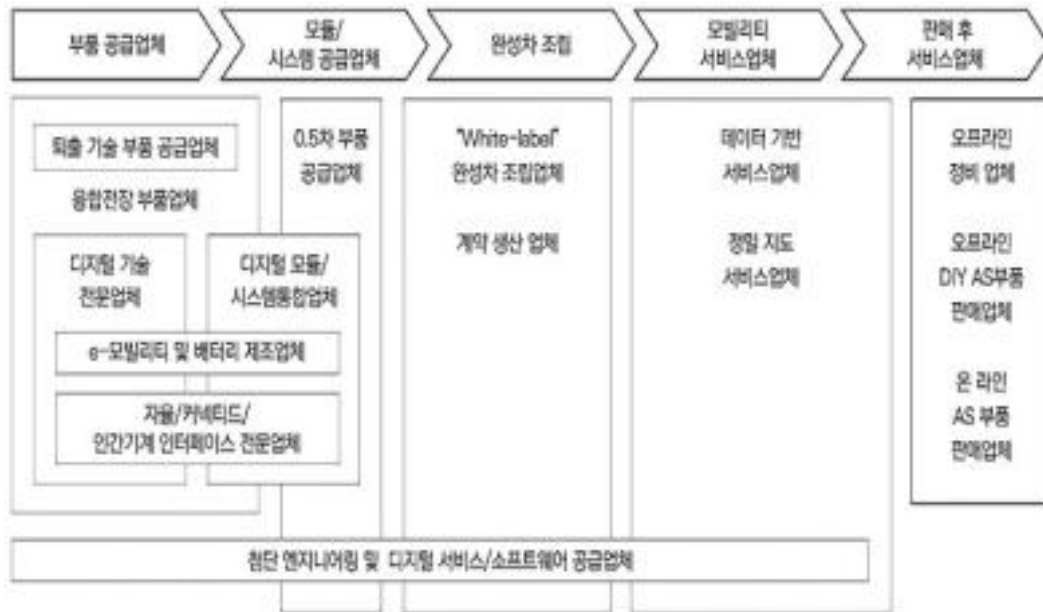 부품 공급업체
모듈/
시스템 공급업체
완성차 조립
모빌리티
서비스업체
판매 후
서비스업체
퇴출 기술 부품 공급업체
융합전장 부품업체
디지털 기술
전문업체
디지털 모듈/
시스템통합업체
e-모빌리티 및 배터리 제조업체
자율/커넥티드/
인간기계 인터페이스 전문업체
0.5차 부품
공급업체
"White-label"
완성차 조립업체
계약 생산 업체
데이터 기반
서비스업체
정밀 지도
서비스업체
오프라인
정비 업체
오프라인
DIY AS부품
판매업체
온 라인
AS 부품
판매업체
첨단 엔지니어링 및 디지털 서비스/소프트웨어 공급업체